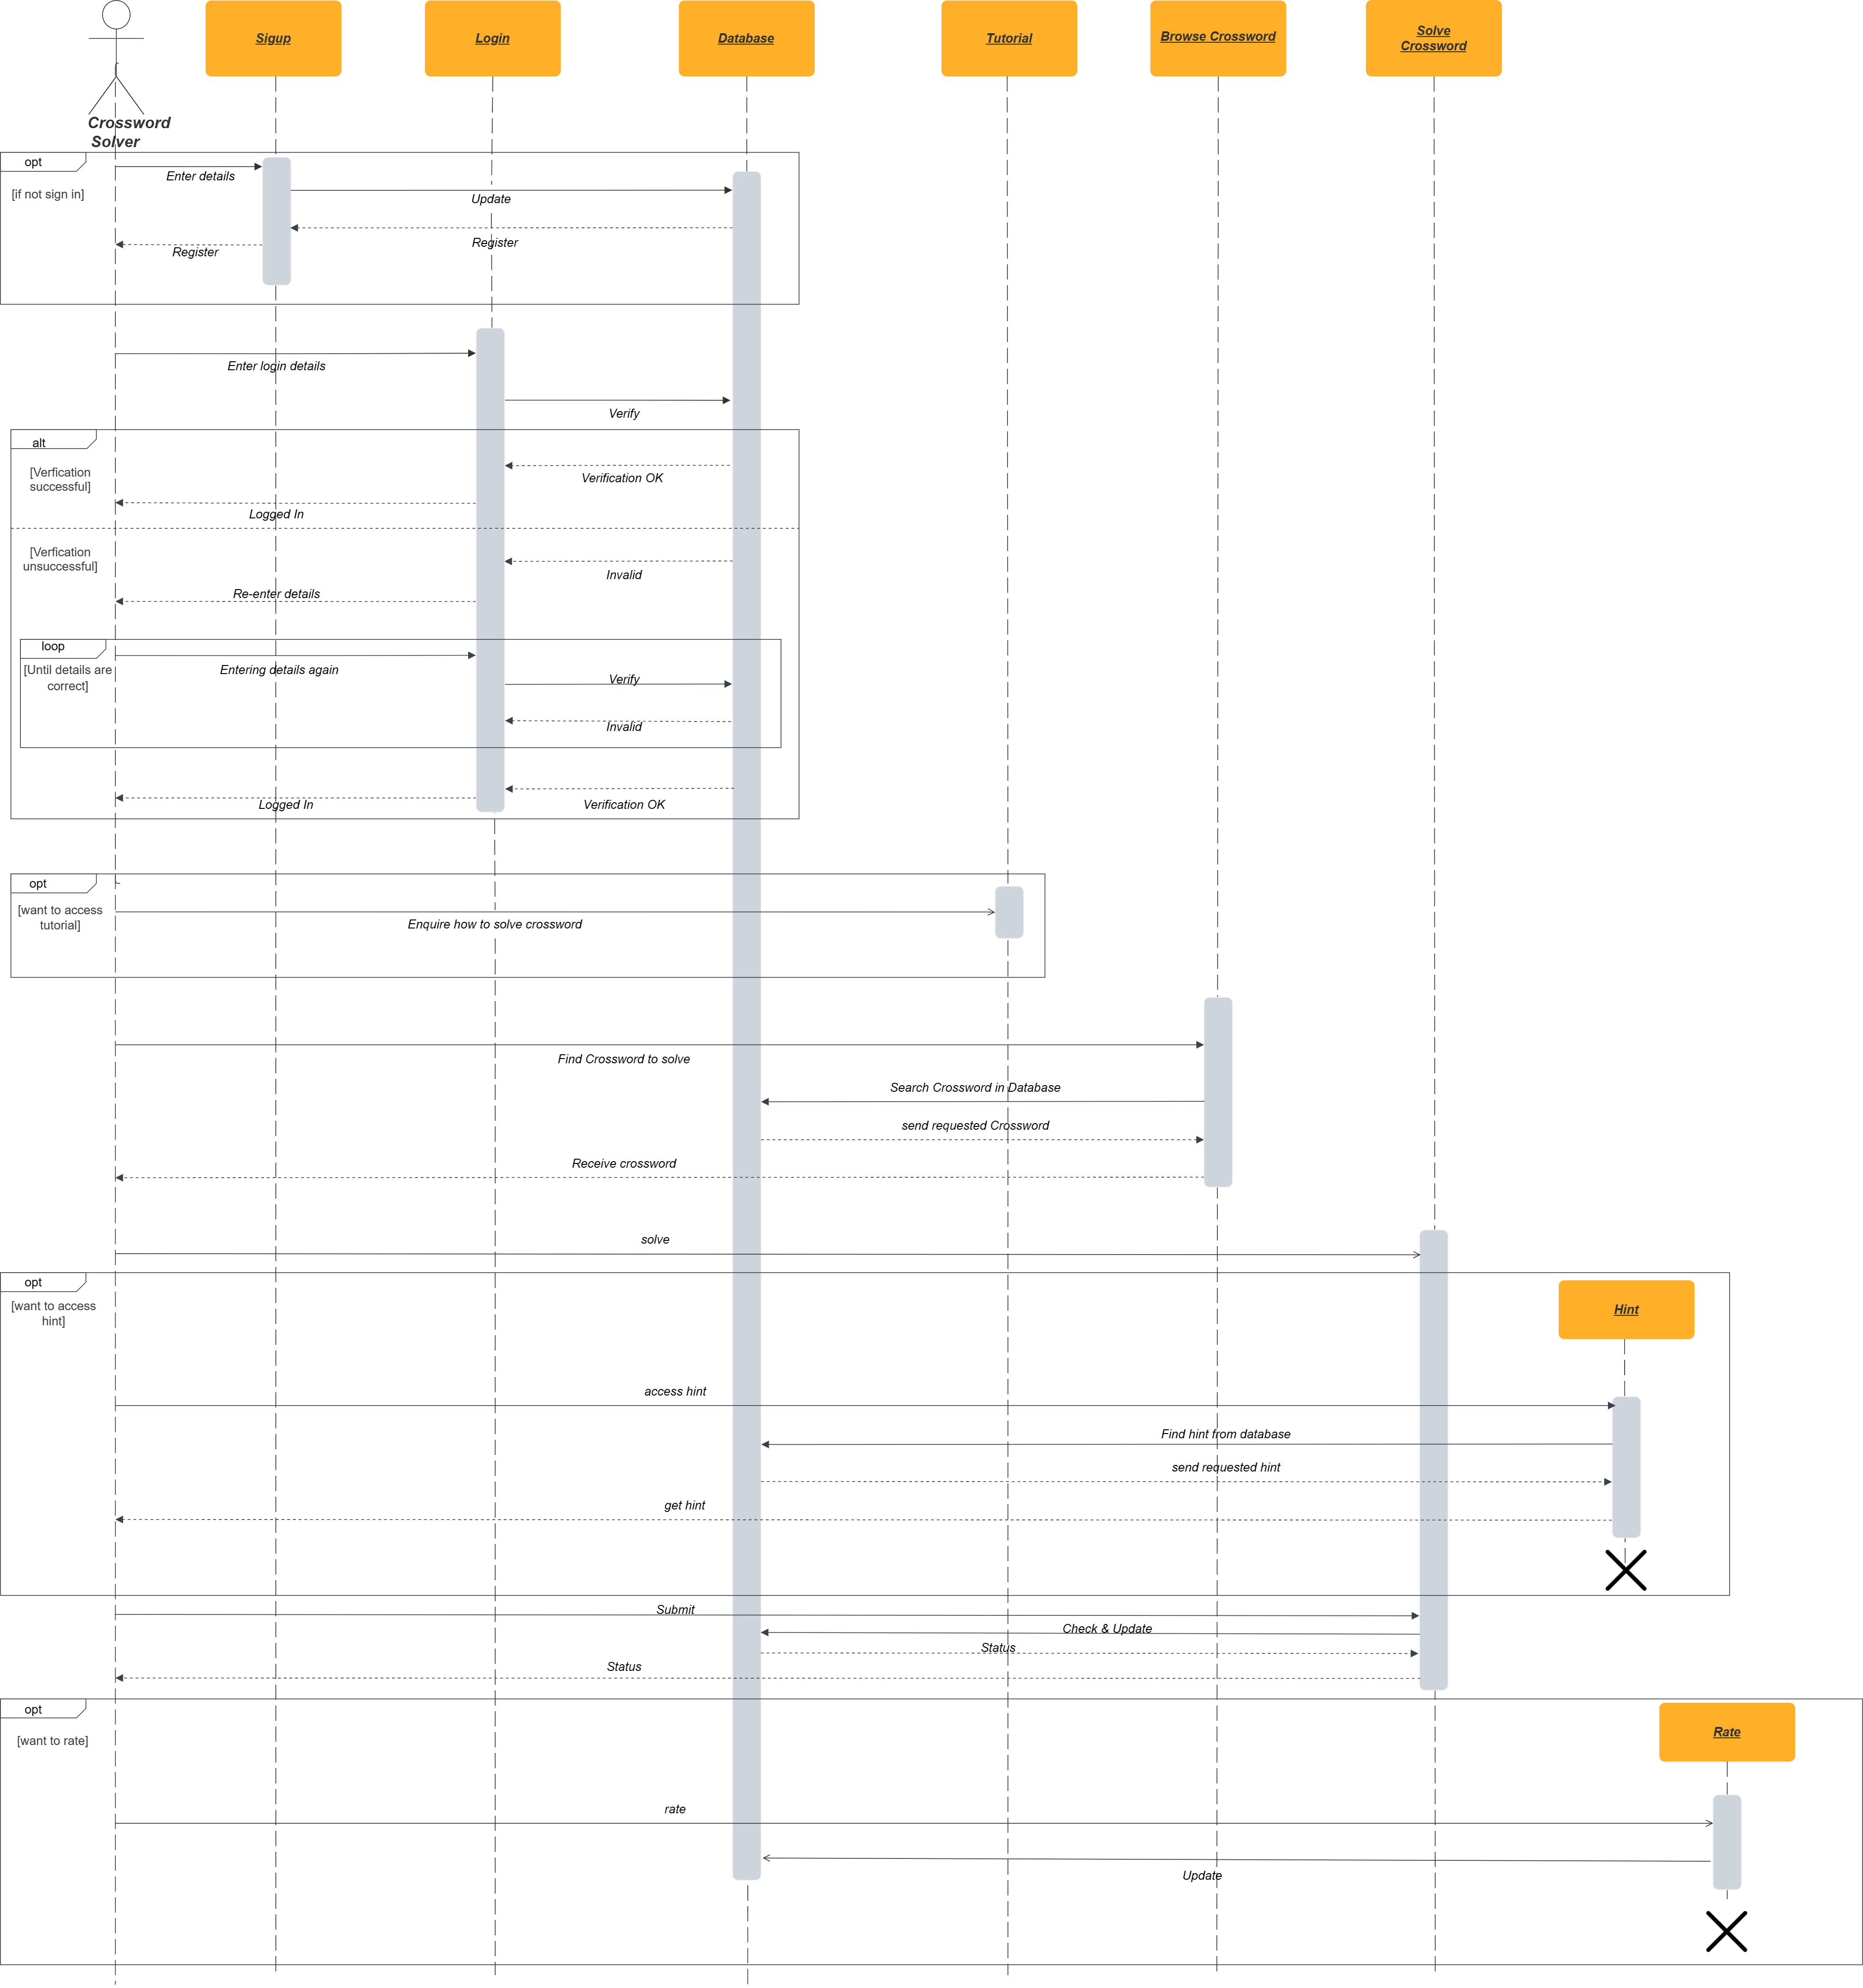 Sigup
Login
Database
Tutorial
Browse Crossword
Solve
Crossword
Crossword
Solver
opt
[if not sign in]
Enter details
Update
Register
Register
Enter login details
Verify
alt
[Verfication
successful]
Verification OK
Logged In
[Verfication
unsuccessful]
Invalid
Re-enter details
loop
[Until details are
correct]
Entering details again
Verify
Invalid
Logged In
Verification OK
opt
[want to access
tutorial]
Enquire how to solve crossword
Find Crossword to solve
Search Crossword in Database
send requested Crossword
Receive crossword
solve
opt
[want to access
hint]
Hint
access hint
Find hint from database
send requested hint
get hint
Submit
Check & Update
Status
Status
opt
[want to rate]
Rate
rate
Update